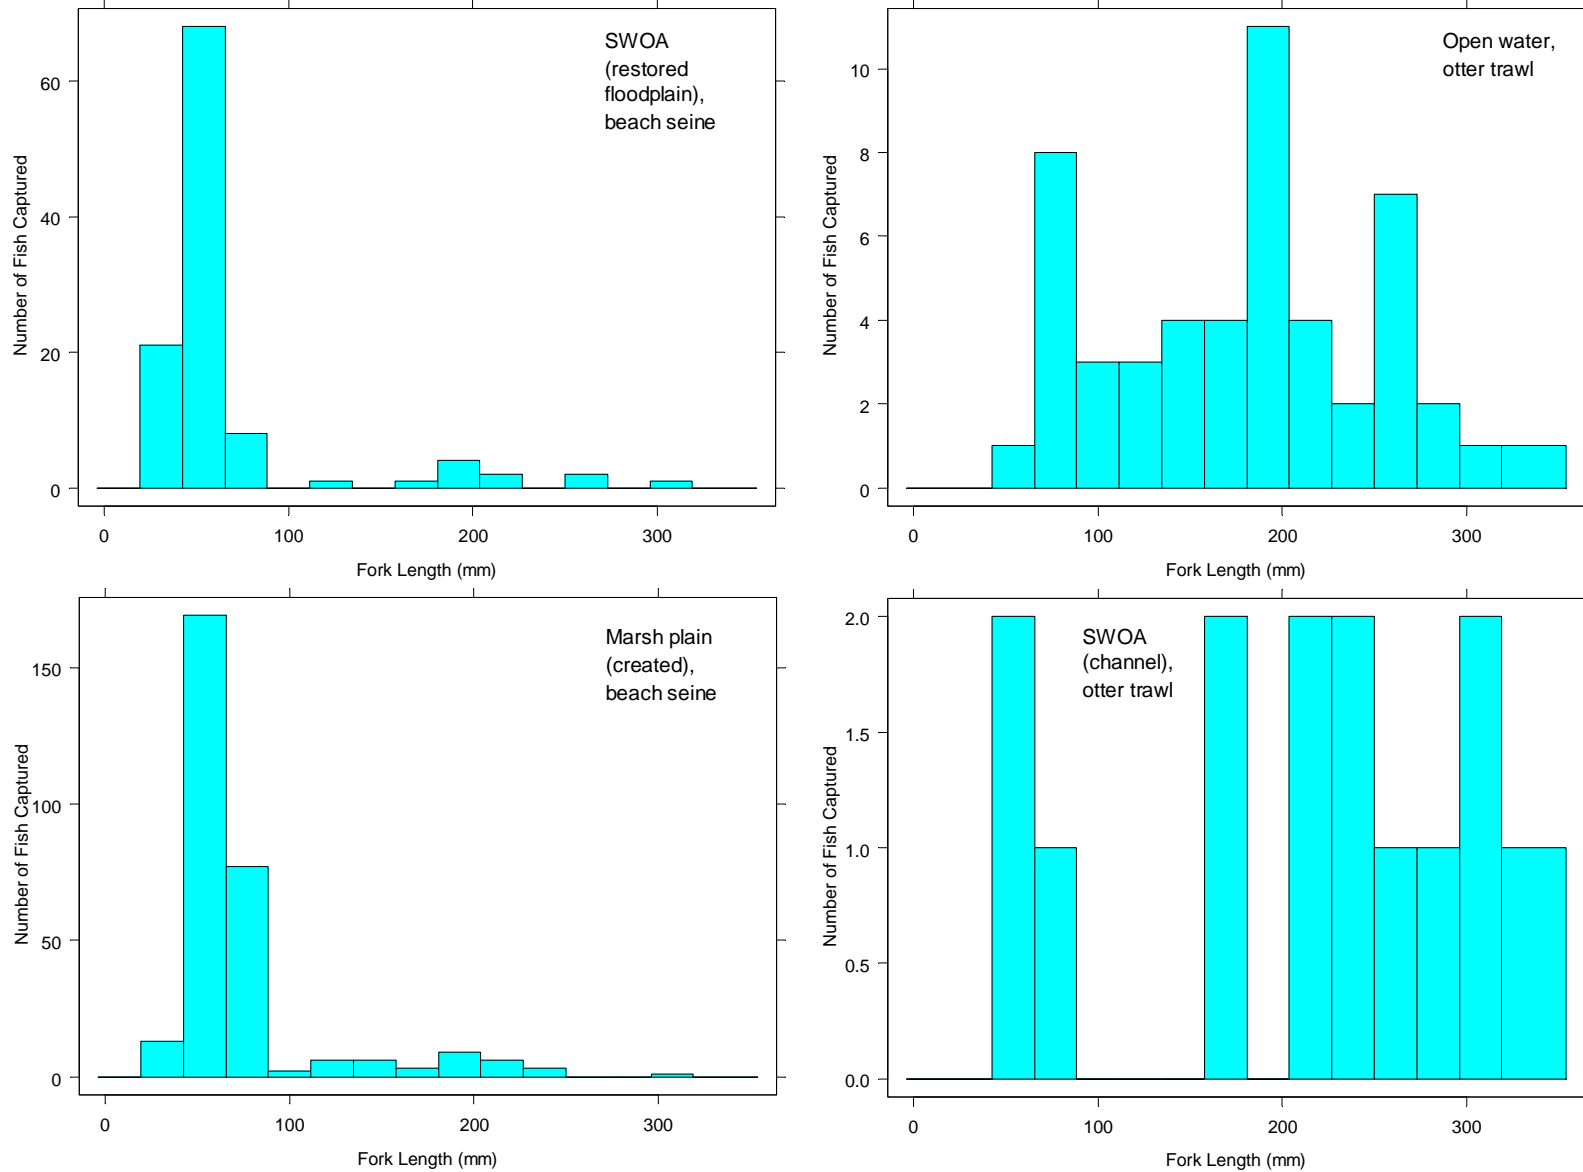 SWOA
(restored
floodplain),
beach seine
Number of Fish Captured
60
40
20
0
0
100
200
300
Fork Length (mm)
Open water,
otter trawl
Number of Fish Captured
10
8
6
4
2
0
0
100
200
300
Fork Length (mm)
Marsh plain
(created),
beach seine
Number of Fish Captured
150
100
50
0
0
100
200
300
Fork Length (mm)
SWOA
(channel),
otter trawl
Number of Fish Captured
2.0
1.5
1.0
0.5
0.0
0
100
200
300
Fork Length (mm)